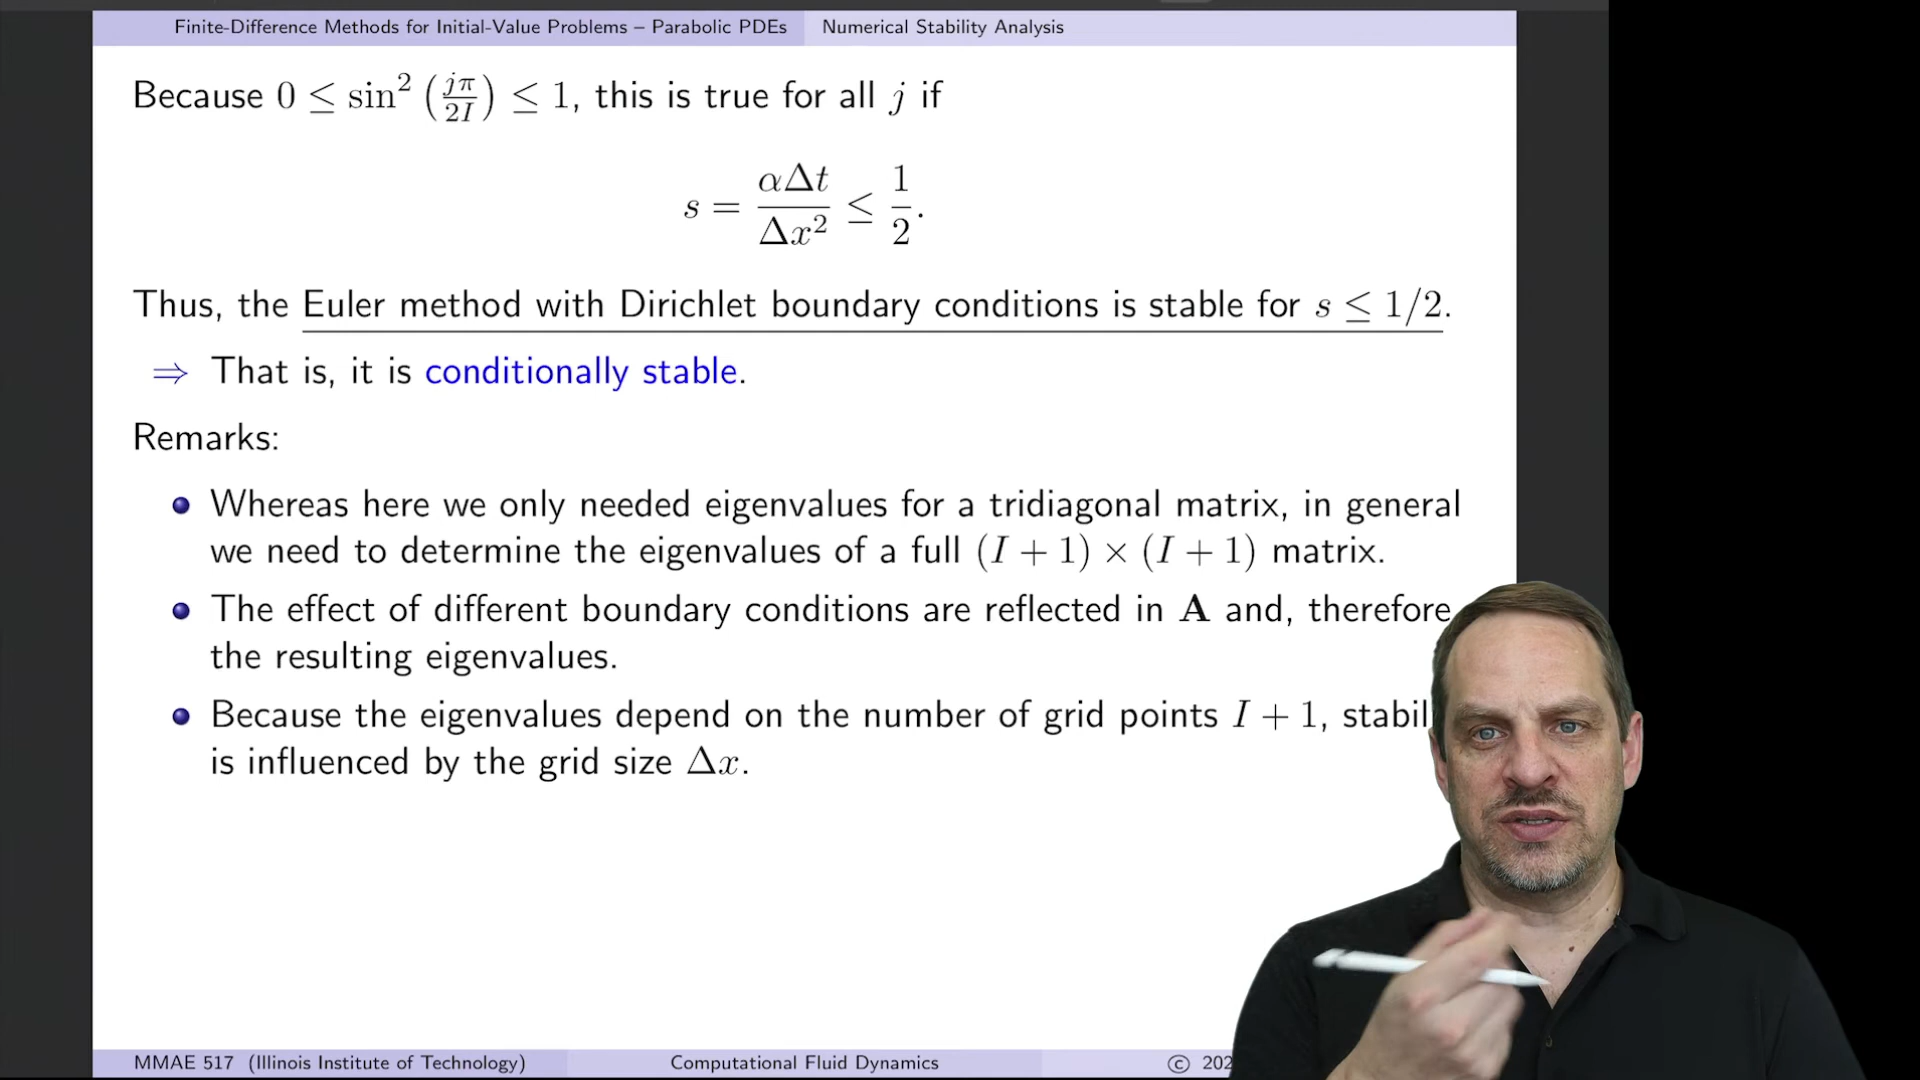 Finite-Difference Methods for Initial-Value Problems – Parabolic PDEs Numerical Stability Analysis
Because 0 ≤ sin² (jπ/2I) ≤ 1, this is true for all j if
s = αΔt/Δx² ≤ 1/2.
Thus, the Euler method with Dirichlet boundary conditions is stable for s ≤ 1/2.
⇒ That is, it is conditionally stable.
Remarks:
Whereas here we only needed eigenvalues for a tridiagonal matrix, in general
we need to determine the eigenvalues of a full (I + 1) × (I + 1) matrix.
The effect of different boundary conditions are reflected in A and, therefore
the resulting eigenvalues.
Because the eigenvalues depend on the number of grid points I + 1,
is influenced by the grid size Δx.
MMAE 517 (Illinois Institute of Technology) Computational Fluid Dynamics ©